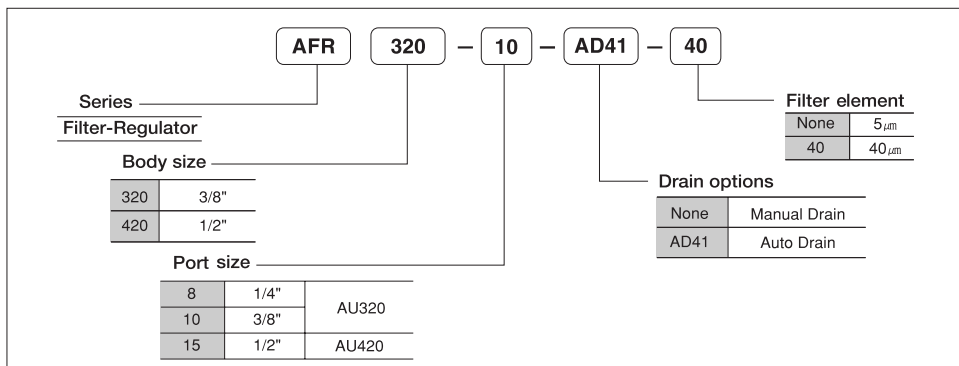 AFR 320 - 10 - AD41 - 40
Series
Filter-Regulator
Body size
320 3/8"
420 1/2"
Port size
8 1/4" AU320
10 3/8"
15 1/2" AU420
Filter element
None 5㎛
40 40㎛
Drain options
None Manual Drain
AD41 Auto Drain